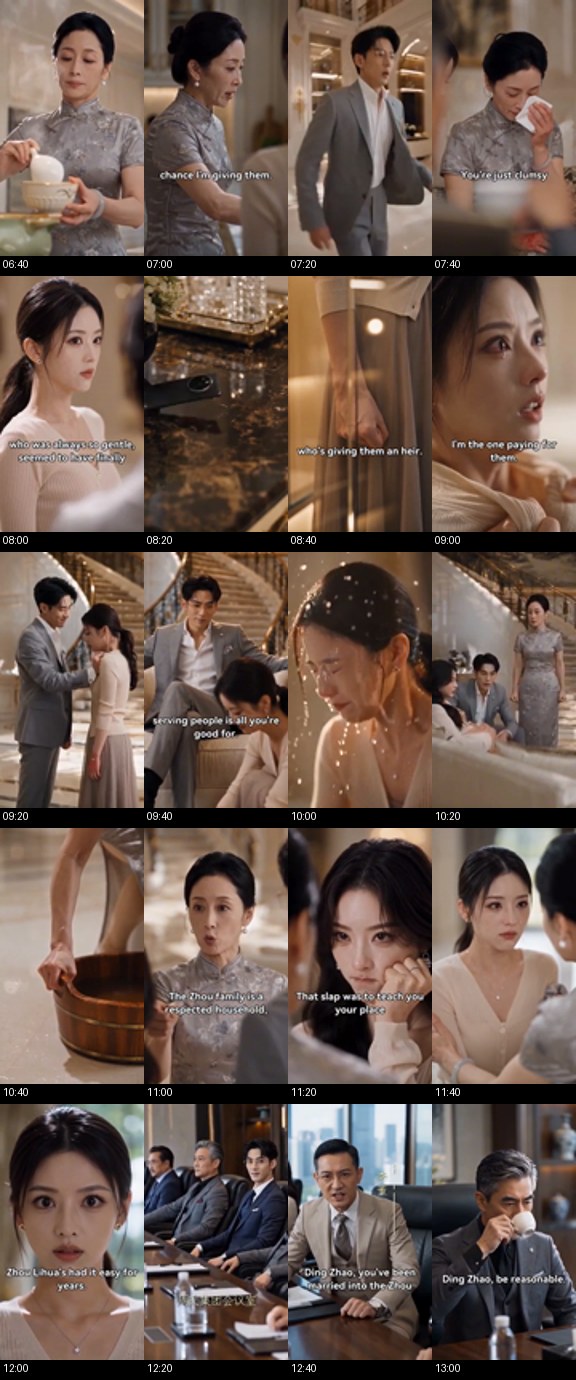 06:40
chance I'm giving them.
07:00
07:20
You're just clumsy
07:40
who was always so gentle,
seemed to have finally
08:00
08:20
who's giving them an heir.
08:40
I'm the one paying for
them.
09:00
09:20
serving people is all you're
good for
09:40
10:00
10:20
10:40
The Zhou family is a
respected household,
11:00
That slap was to teach you
your place
11:20
11:40
Zhou Lihua's had it easy for
years.
12:00
12:20
Ding Zhao, you've been
married into the Zhou
12:40
Ding Zhao, be reasonable.
13:00